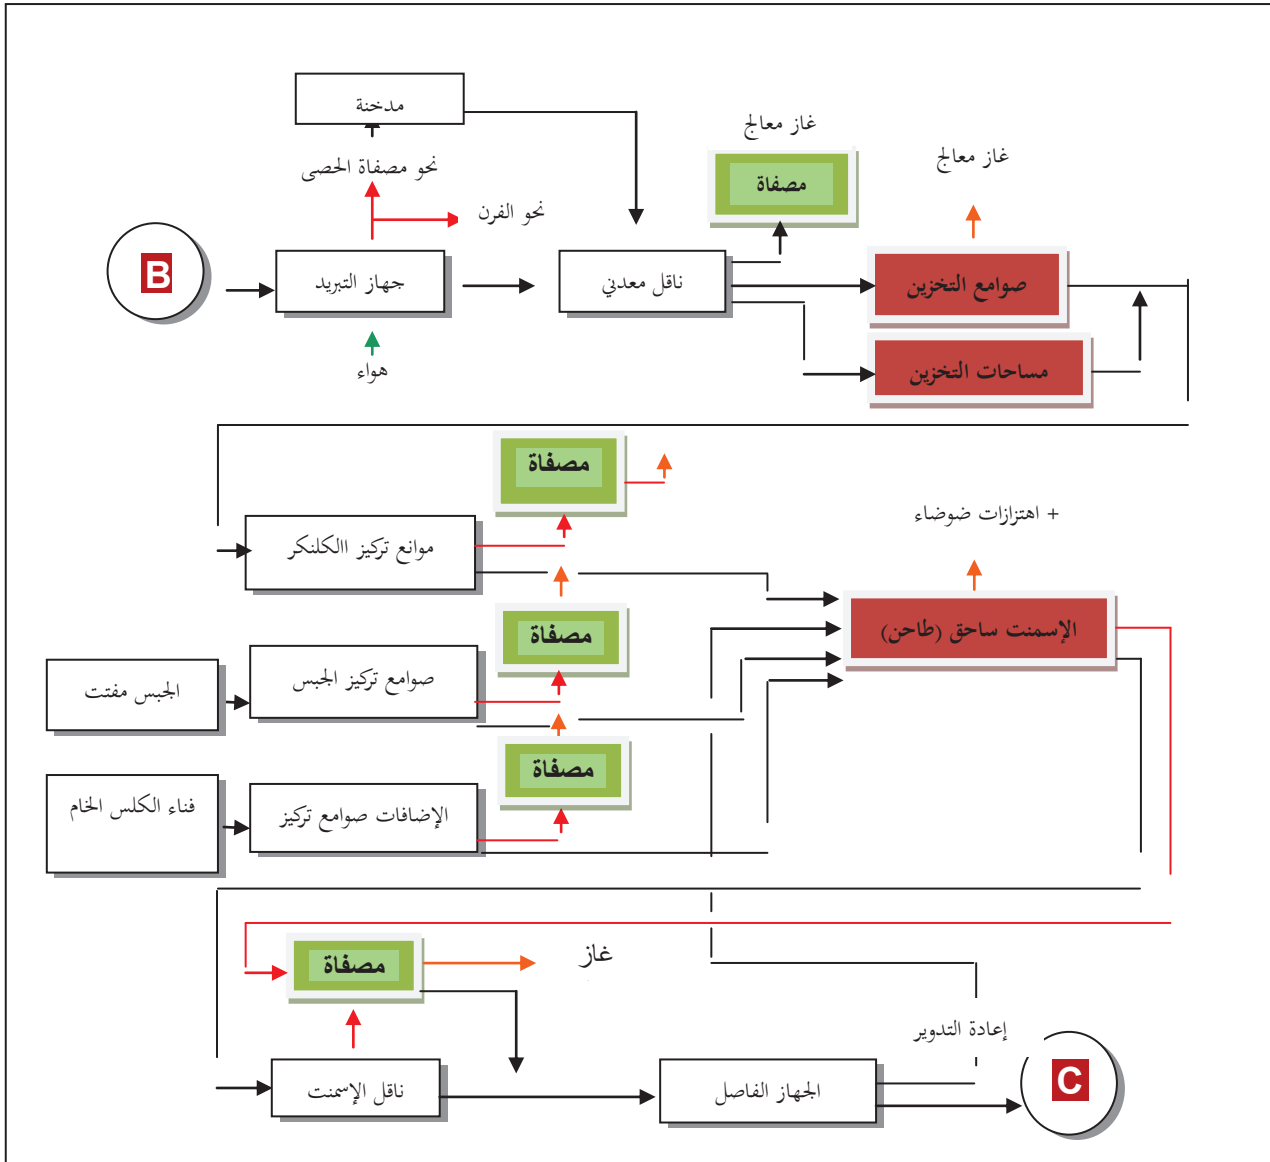 مدخنة
غاز معالج
نحو مصفاة الحصى
مصفاة
غاز معالج
نحو الفرن
B
جهاز التبريد
ناقل معدني
صوامع التخزين
هواء
مساحات التخزين
مصفاة
اهتزازات ضوضاء +
موانع تركيز االكلنكر
مصفاة
الإسمنت ساحق (طاحن)
الجبس مفتت
صوامع تركيز الجبس
مصفاة
فناء الكلس الخام
الإضافات صوامع تركيز
مصفاة
غاز
إعادة التدوير
ناقل الإسمنت
الجهاز الفاصل
C